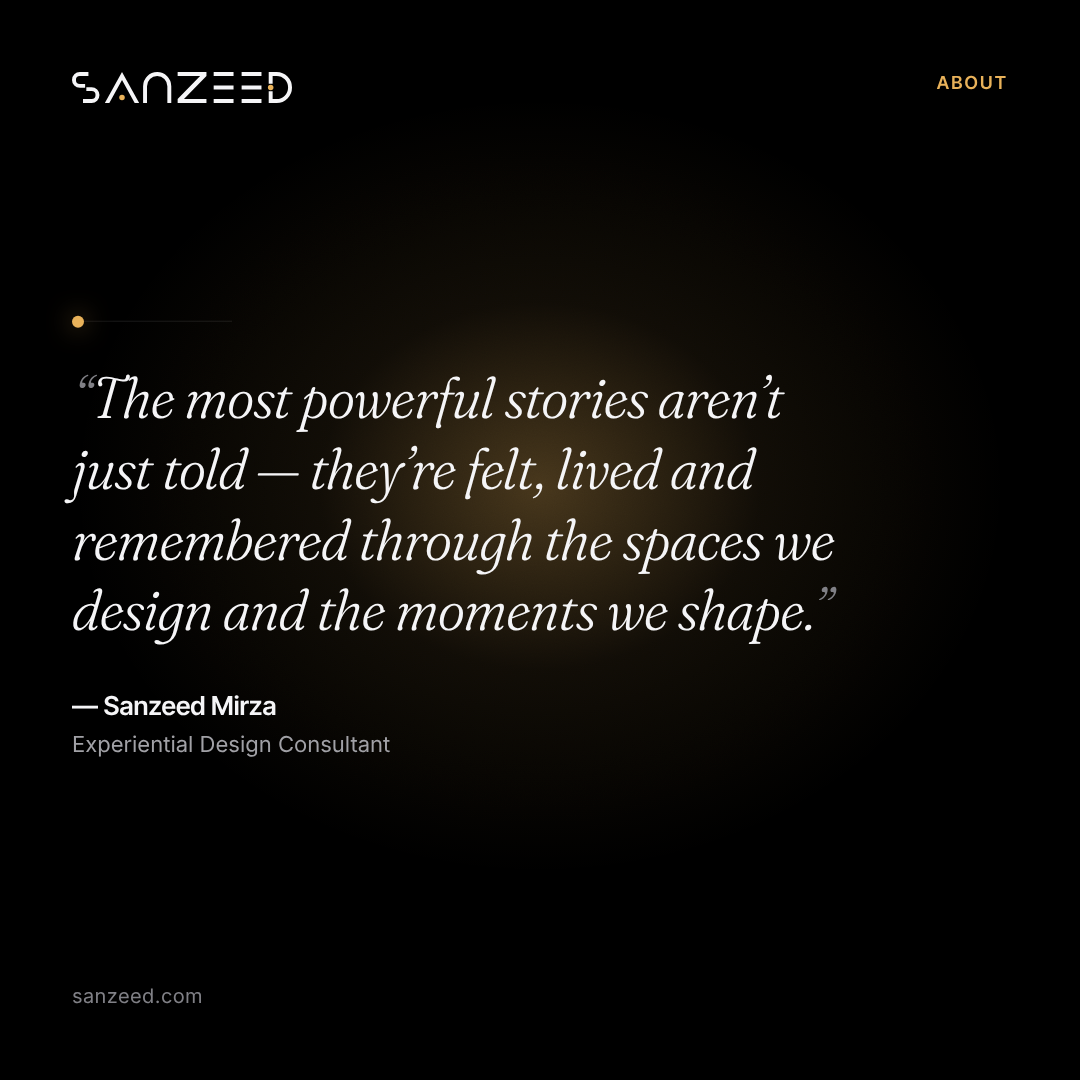 SANZEED
ABOUT
“The most powerful stories aren’t
just told — they’re felt, lived and
remembered through the spaces we
design and the moments we shape.”
— Sanzeed Mirza
Experiential Design Consultant
sanzeed.com